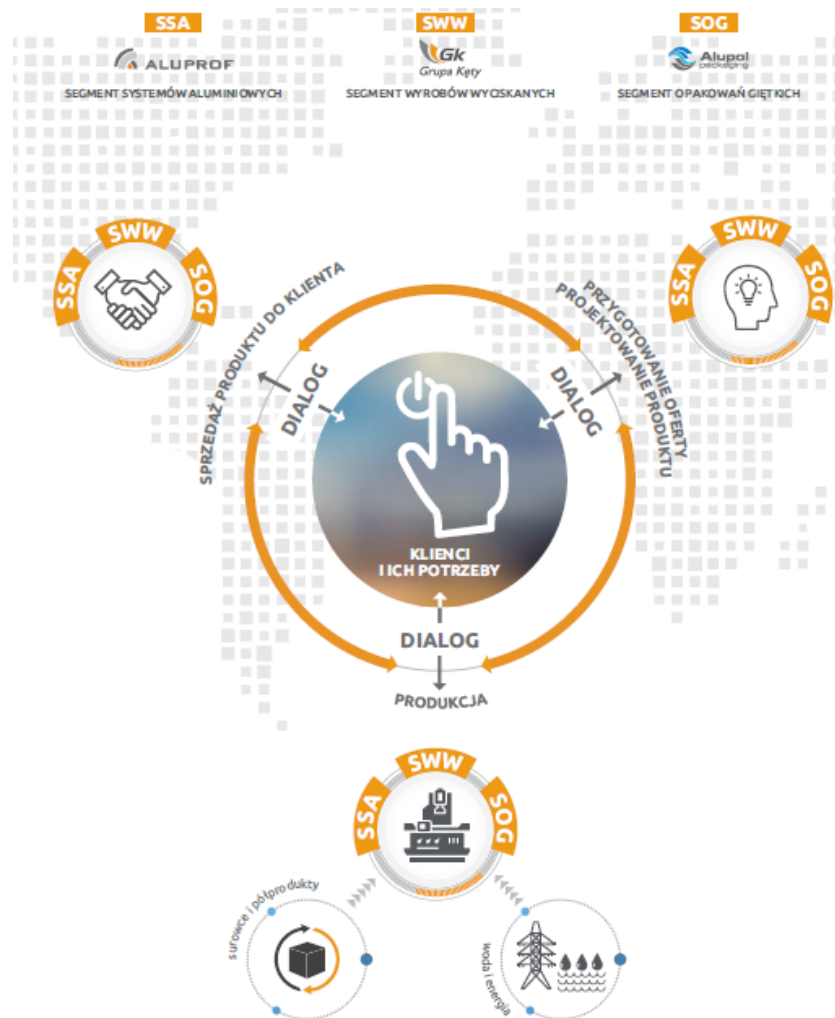 SSA
SWW
SOG
ALUPROF
Gk
Grupa Kęty
Alupol
packaging
SEGMENT SYSTEMÓW ALUMINIOWYCH
SEGMENT WYROBÓW WYCISKANYCH
SEGMENT OPAKOWAŃ GIĘTKICH
SSA
SWW
SOG
SSA
SWW
SOG
SPRZEDAŻ PRODUKTU DO KLIENTA
DIALOG
DIALOG
PRZYGOTOWANIE OFERTY
PROJEKTOWANIE PRODUKTU
KLIENCI
I ICH POTRZEBY
DIALOG
PRODUKCJA
SSA
SWW
SOG
surowce i półprodukty
woda i energia